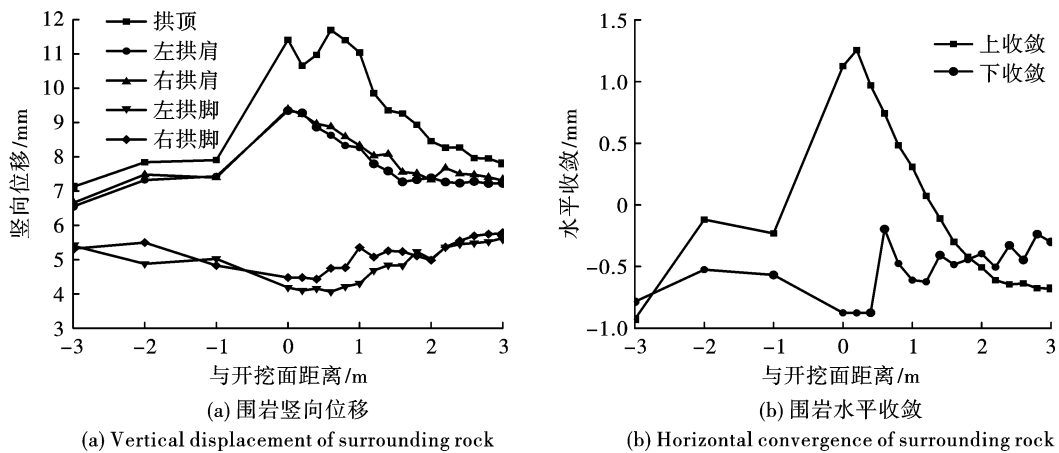 12
11
10
9
8
7
6
5
4
3
竖向位移/mm
拱顶
左拱肩
右拱肩
左拱脚
右拱脚
-3 -2 -1 0 1 2 3
与开挖面距离/m
(a) 围岩竖向位移
(a) Vertical displacement of surrounding rock
1.5
1.0
0.5
0
-0.5
-1.0
水平收敛/mm
上收敛
下收敛
-3 -2 -1 0 1 2 3
与开挖面距离/m
(b) 围岩水平收敛
(b) Horizontal convergence of surrounding rock